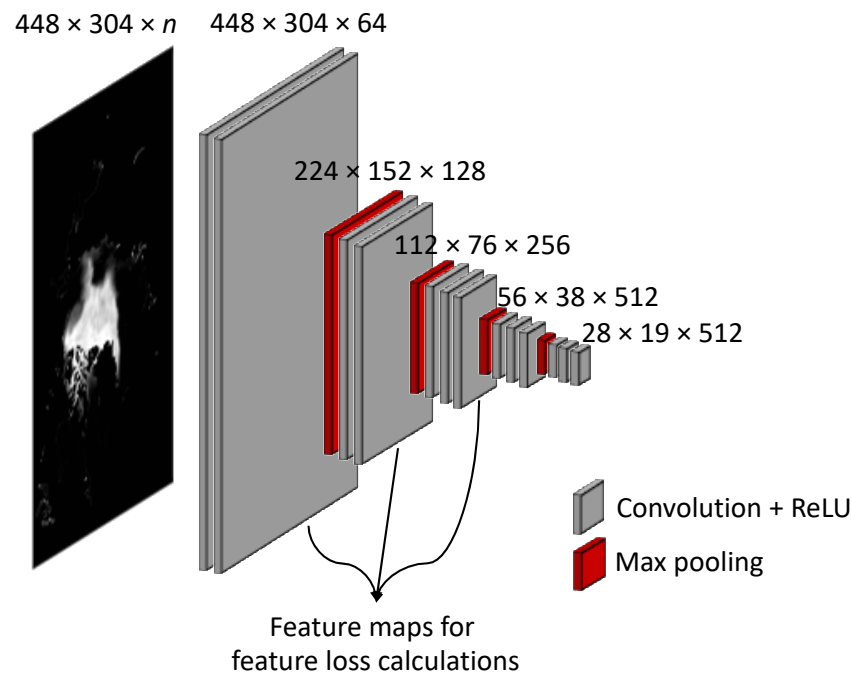 448 × 304 × n
448 × 304 × 64
224 × 152 × 128
112 × 76 × 256
56 × 38 × 512
28 × 19 × 512
Convolution + ReLU
Max pooling
Feature maps for
feature loss calculations